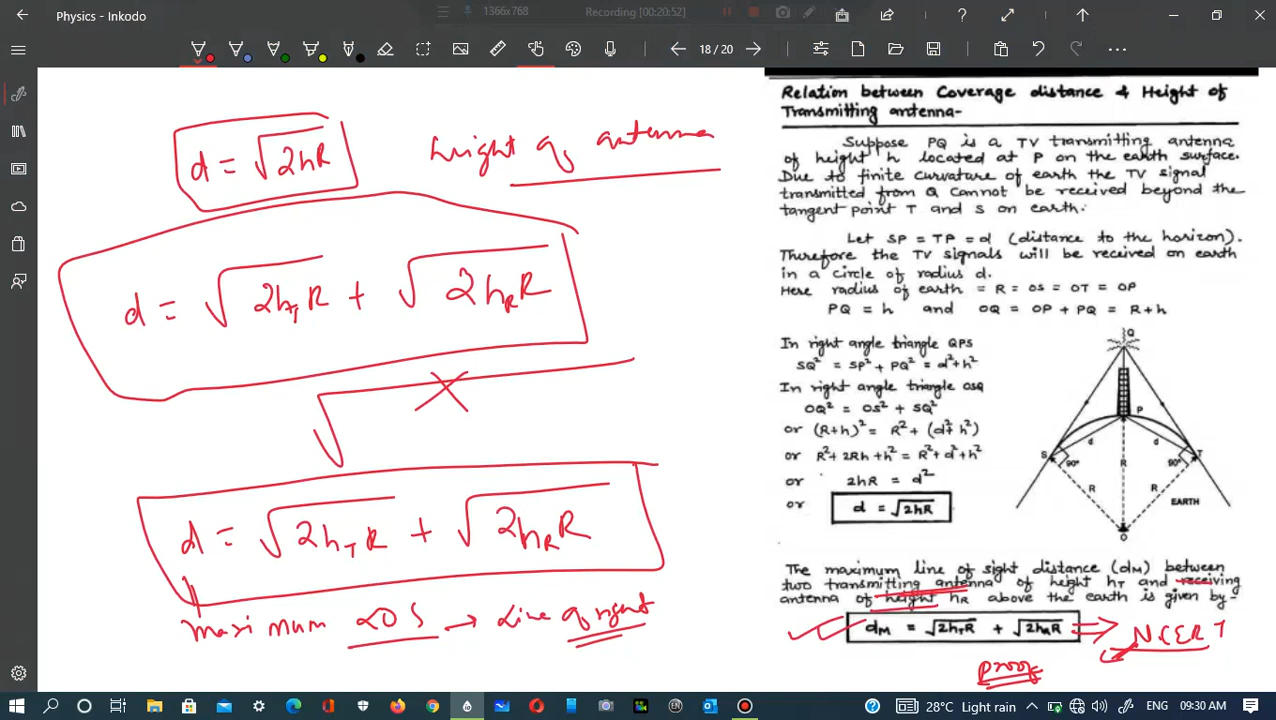 Physics - Inkodo
1366x768
Recording [00:20:52]
18 / 20
d = √2hR
height of antenna
d = √2hTR + √2hRR
d = √2hTR + √2hRR
maximum LOS → Line of sight
Relation between Coverage distance & Height of
Transmitting antenna-
Suppose PQ is a TV transmitting antenna
of height h located at P on the earth surface.
Due to finite curvature of earth the TV signal
transmitted from Q cannot be received beyond the
tangent point T and S on earth.
Let SP = TP = d (distance to the horizon).
Therefore the TV signals will be received on earth
in a circle of radius d.
Here radius of earth = R = OS = OT = OP
PQ = h and OQ = OP + PQ = R+h
In right angle triangle QPS
SQ² = SP² + PQ² = d²+h²
In right angle triangle OSQ
OQ² = OS² + SQ²
or (R+h)² = R² + (d²+h²)
or R²+2Rh+h² = R²+d²+h²
or 2hR = d²
or d = √2hR
Q
P
d d
S T
90° 90°
R
R R
EARTH
O
The maximum line of sight distance (dM) between
two transmitting antenna of height hT and receiving
antenna of height hR above the earth is given by-
dM = √2hTR + √2hRR
NCERT
Proof
28°C Light rain
ENG
09:30 AM